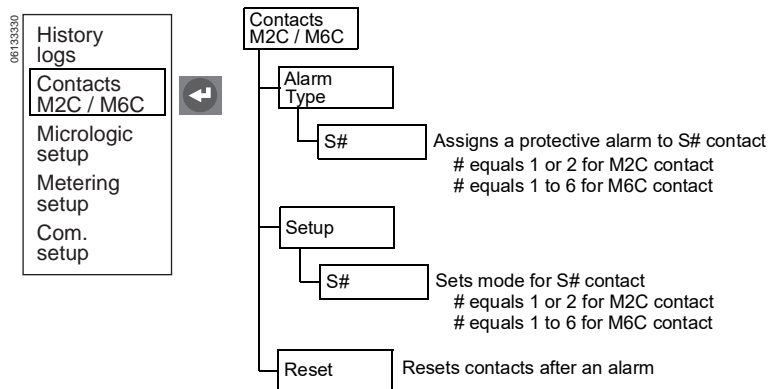 06133330
History
logs
Contacts
M2C / M6C
Micrologic
setup
Metering
setup
Com.
setup
Contacts
M2C / M6C
Alarm
Type
S#
Assigns a protective alarm to S# contact
# equals 1 or 2 for M2C contact
# equals 1 to 6 for M6C contact
Setup
S#
Sets mode for S# contact
# equals 1 or 2 for M2C contact
# equals 1 to 6 for M6C contact
Reset
Resets contacts after an alarm